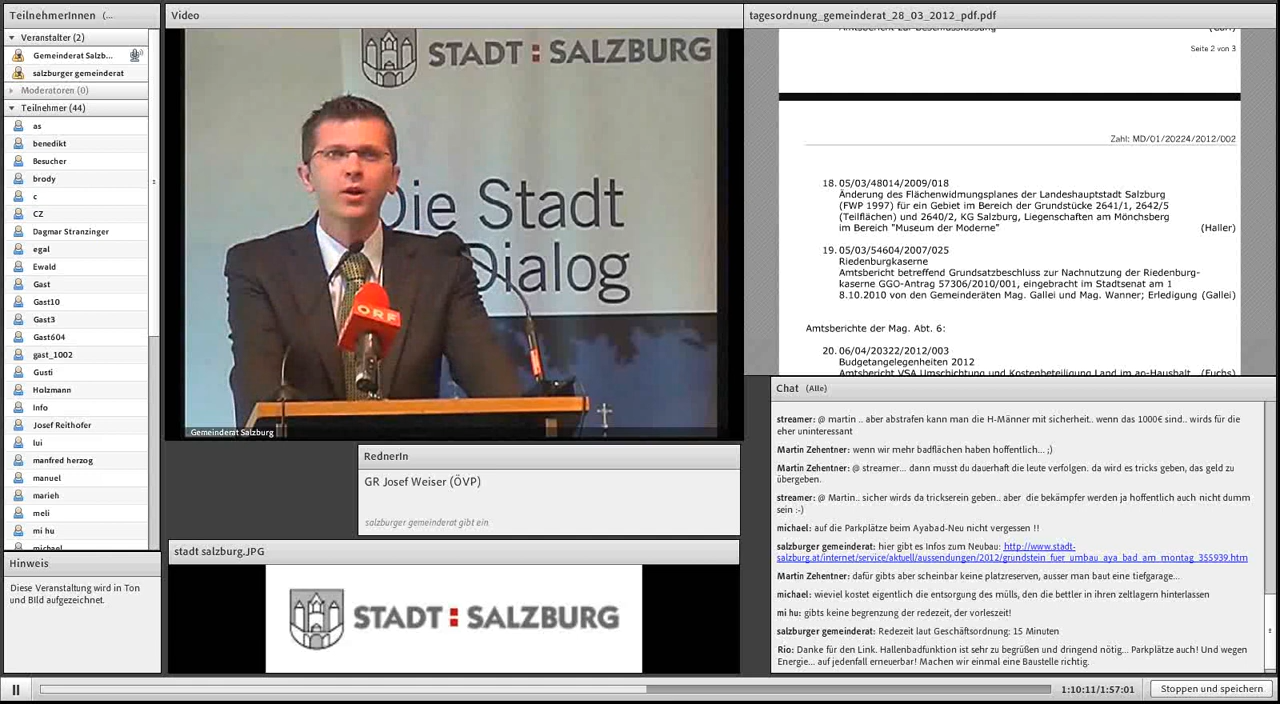 TeilnehmerInnen (...
Veranstalter (2)
Gemeinderat Salzb...
salzburger gemeinderat
Moderatoren (0)
Teilnehmer (44)
as
benedikt
Besucher
brody
c
CZ
Dagmar Stranzinger
egal
Ewald
Gast
Gast10
Gast3
Gast604
gast_1002
Gusti
Holzmann
Info
Josef Reithofer
lui
manfred herzog
manuel
marieh
meli
mi hu
michael
Hinweis
Diese Veranstaltung wird in Ton
und BIld aufgezeichnet.
Video
STADT:SALZBURG
Die Stadt
Dialog
ORF
Gemeinderat Salzburg
RednerIn
GR Josef Weiser (ÖVP)
salzburger gemeinderat gibt ein
stadt salzburg.JPG
STADT:SALZBURG
tagesordnung_gemeinderat_28_03_2012_pdf.pdf
Seite 2 von 3
Zahl: MD/01/20224/2012/002
18. 05/03/48014/2009/018
Änderung des Flächenwidmungsplanes der Landeshauptstadt Salzburg
(FWP 1997) für ein Gebiet im Bereich der Grundstücke 2641/1, 2642/5
(Teilflächen) und 2640/2, KG Salzburg, Liegenschaften am Mönchsberg
im Bereich "Museum der Moderne" (Haller)
19. 05/03/54604/2007/025
Riedenburgkaserne
Amtsbericht betreffend Grundsatzbeschluss zur Nachnutzung der Riedenburg-
kaserne GGO-Antrag 57306/2010/001, eingebracht im Stadtsenat am 1
8.10.2010 von den Gemeinderäten Mag. Gallei und Mag. Wanner; Erledigung (Gallei)
Amtsberichte der Mag. Abt. 6:
20. 06/04/20322/2012/003
Budgetangelegenheiten 2012
Amtsbericht VSA Umschichtung und Kostenbeteiligung Land im ao-Haushalt (Fuchs)
Chat (Alle)
streamer: @ martin .. aber abstrafen kann man die H-Männer mit sicherheit.. wenn das 1000€ sind.. wirds für die
eher uninteressant
Martin Zehentner: wenn wir mehr badflächen haben hoffentlich... ;)
Martin Zehentner: @ streamer... dann musst du dauerhaft die leute verfolgen. da wird es tricks geben, das geld zu
übergeben.
streamer: @ Martin.. sicher wirds da trickserein geben.. aber die bekämpfer werden ja hoffentlich auch nicht dumm
sein :-)
michael: auf die Parkplätze beim Ayabad-Neu nicht vergessen !!
salzburger gemeinderat: hier gibt es Infos zum Neubau: http://www.stadt-
salzburg.at/internet/service/aktuell/aussendungen/2012/grundstein_fuer_umbau_aya_bad_am_montag_355939.htm
Martin Zehentner: dafür gibts aber scheinbar keine platzreserven, ausser man baut eine tiefgarage...
michael: wieviel kostet eigentlich die entsorgung des mülls, den die bettler in ihren zeltlagern hinterlassen
mi hu: gibts keine begrenzung der redezeit, der vorleszeit!
salzburger gemeinderat: Redezeit laut Geschäftsordnung: 15 Minuten
Rio: Danke für den Link. Hallenbadfunktion ist sehr zu begrüßen und dringend nötig... Parkplätze auch! Und wegen
Energie... auf jedenfall erneuerbar! Machen wir einmal eine Baustelle richtig.
1:10:11/1:57:01
Stoppen und speichern